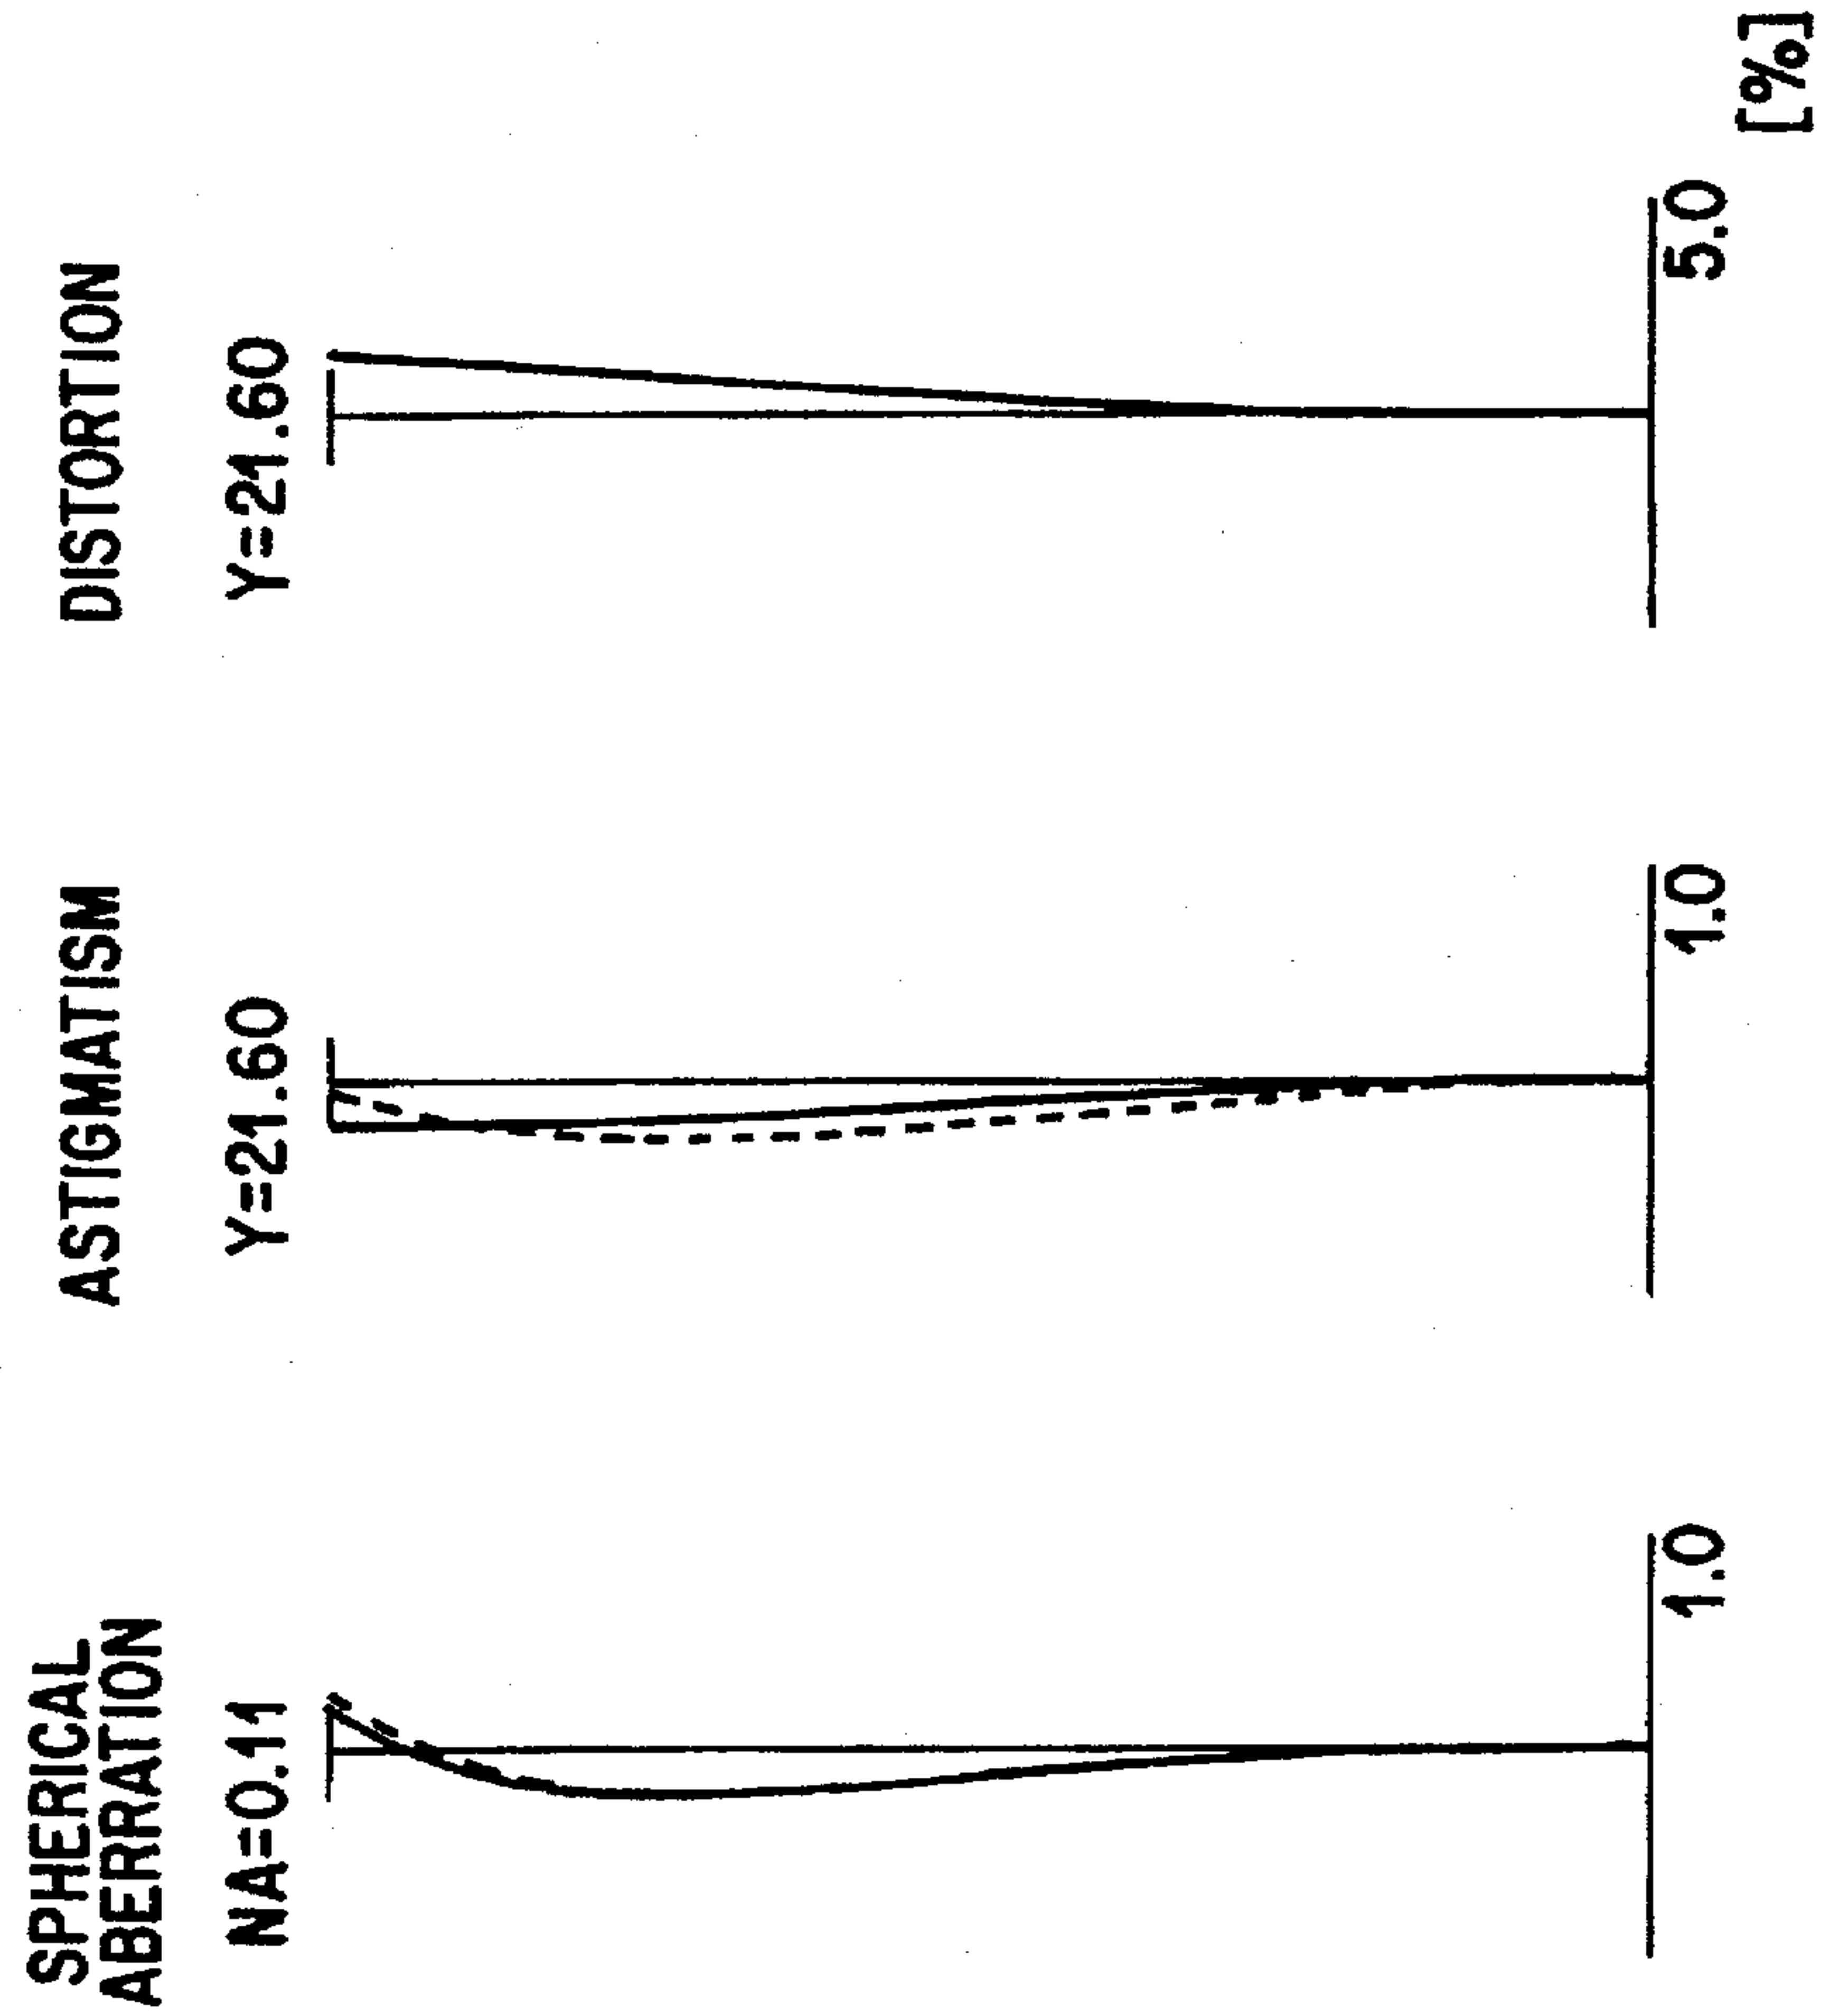 SPHERICAL
ABERRATION
NA=0.11
1.0
ASTIGMATISM
Y=21.60
1.0
DISTORTION
Y=21.60
5.0
[%]